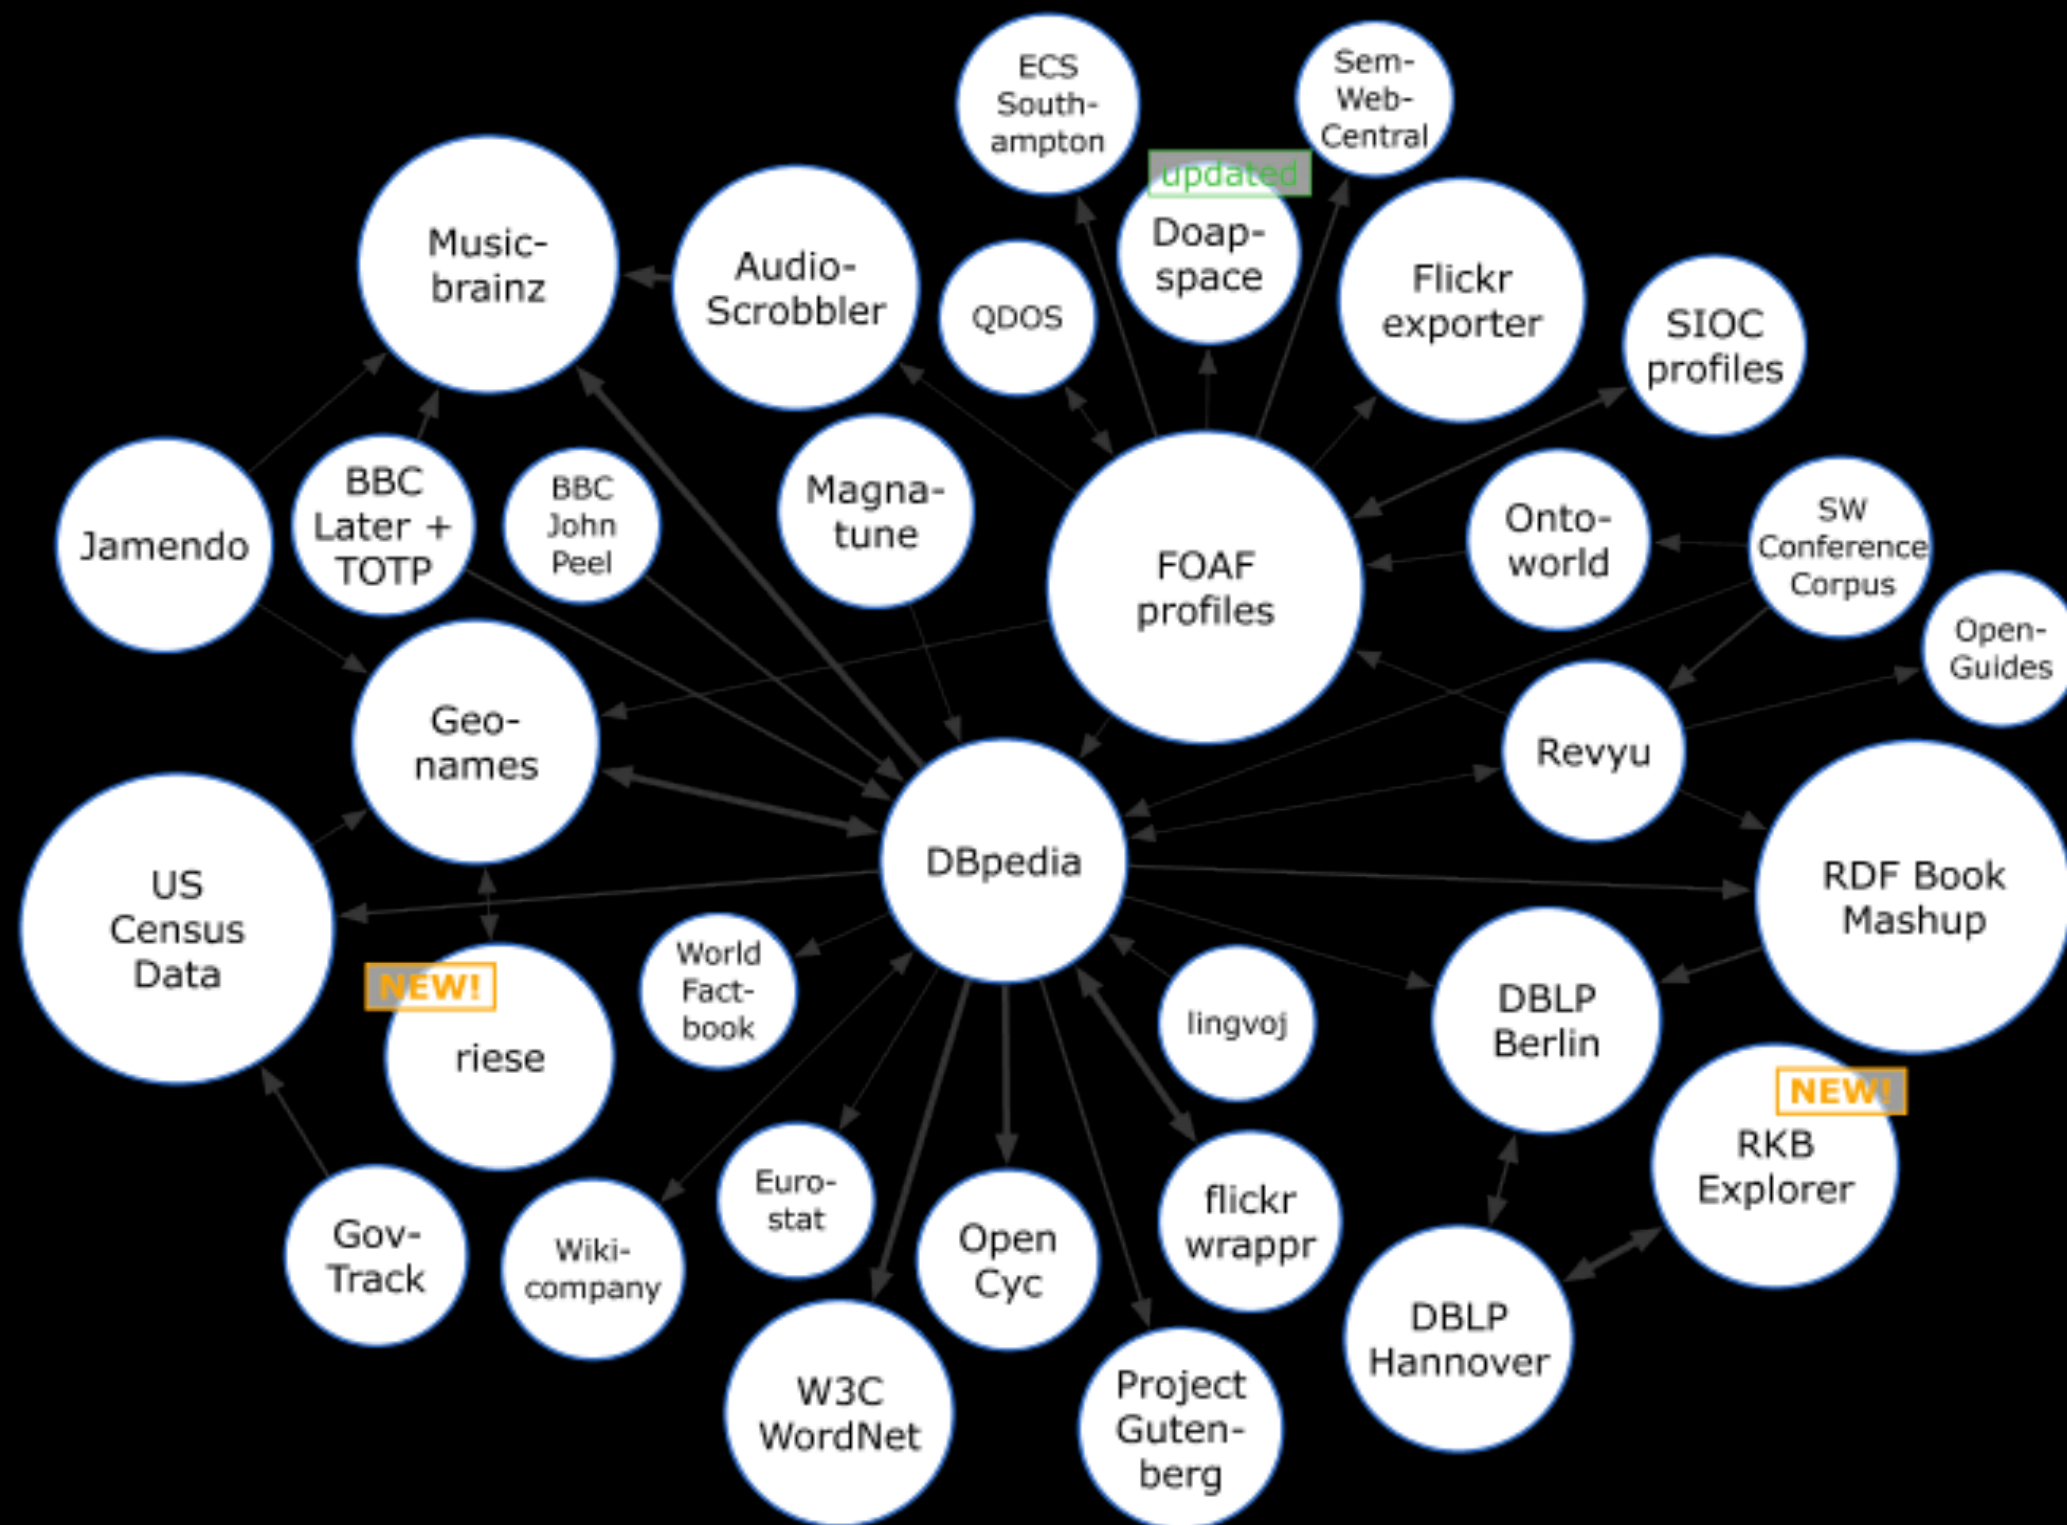 ECS
South-
ampton
Sem-
Web-
Central
updated
Doap-
space
Music-
brainz
Audio-
Scrobbler
QDOS
Flickr
exporter
SIOC
profiles
Jamendo
BBC
Later +
TOTP
BBC
John
Peel
Magna-
tune
FOAF
profiles
Onto-
world
SW
Conference
Corpus
Open-
Guides
Geo-
names
Revyu
DBpedia
US
Census
Data
RDF Book
Mashup
NEW!
riese
World
Fact-
book
lingvoj
DBLP
Berlin
NEW!
RKB
Explorer
Gov-
Track
Wiki-
company
Euro-
stat
Open
Cyc
flickr
wrappr
DBLP
Hannover
W3C
WordNet
Project
Guten-
berg